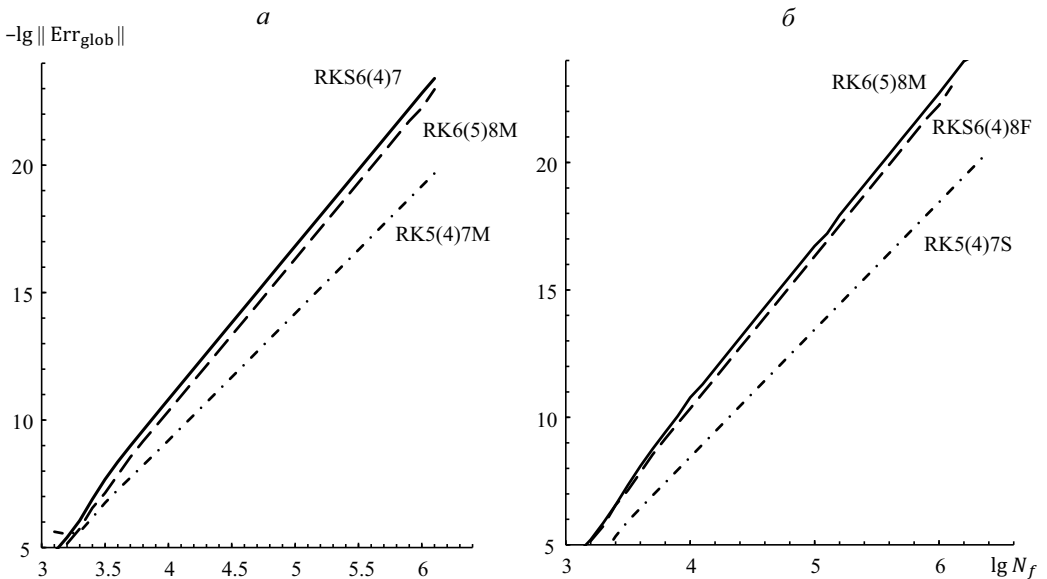 а
б
–lg || Err_glob ||
RKS6(4)7
RK6(5)8M
RK5(4)7M
RK6(5)8M
RKS6(4)8F
RK5(4)7S
20
15
10
5
3
3.5
4
4.5
5
5.5
6
20
15
10
5
3
4
5
6
lg N_f